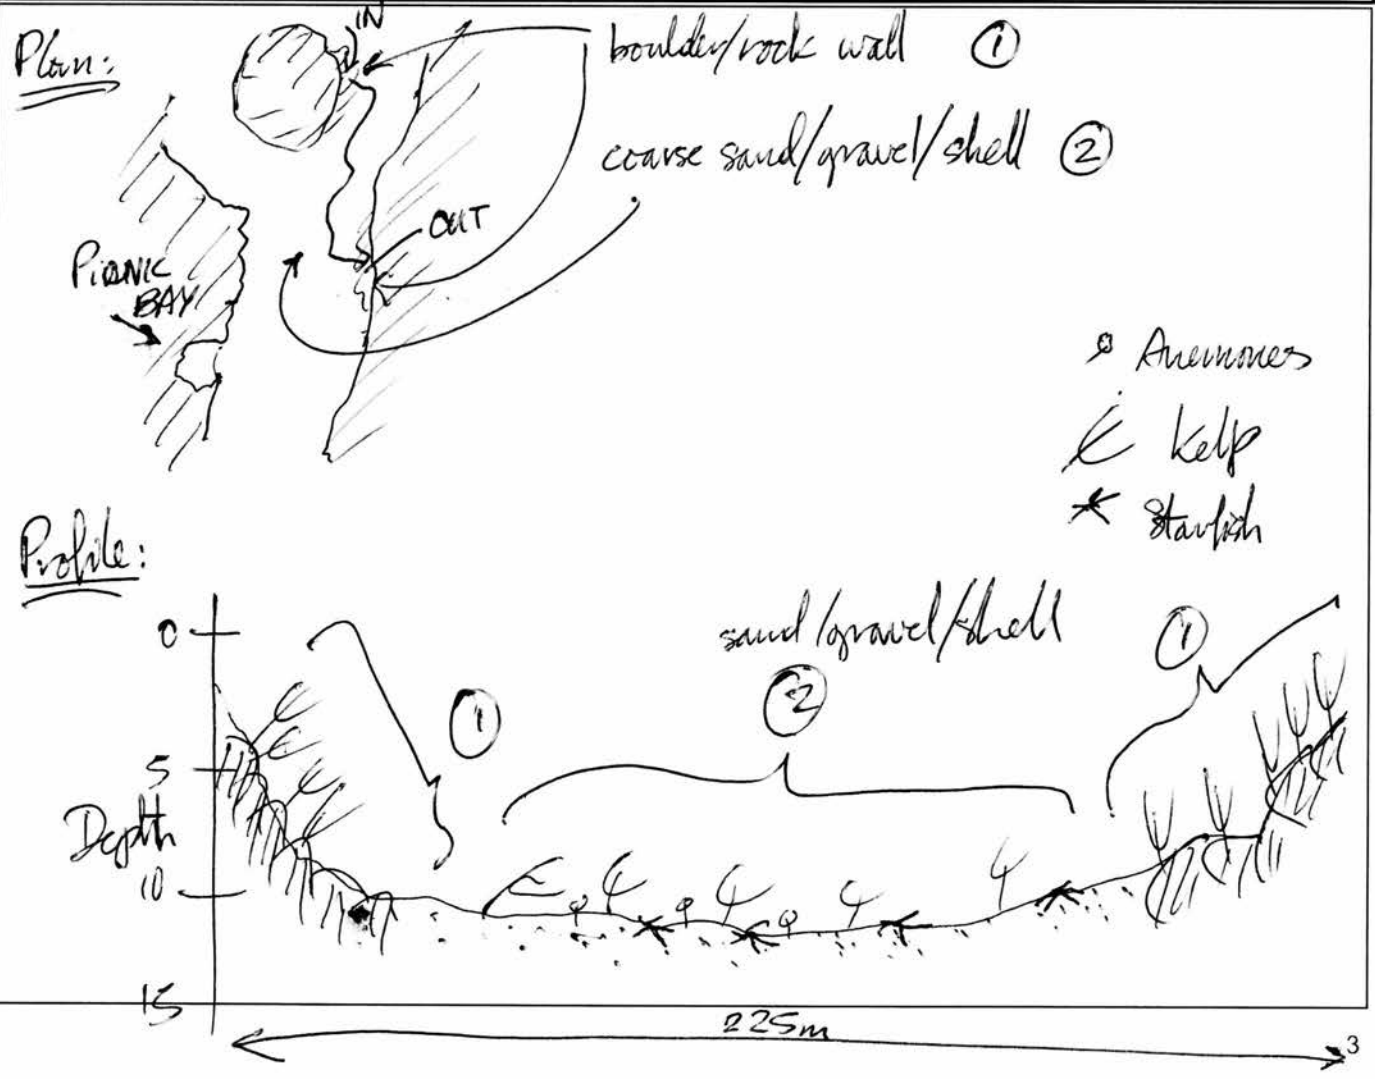 Plan:
IN
boulder/rock wall ①
coarse sand/gravel/shell ②
OUT
PICNIC
BAY
Anemones
Kelp
Starfish
Profile:
0
sand/gravel/shell
①
①
②
5
Depth
10
15
225m
3